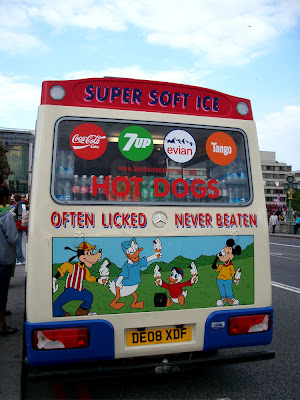 SUPER SOFT ICE
Coca-Cola 7UP evian Tango
HOT DOGS
OFTEN LICKED NEVER BEATEN
DE08 XDF